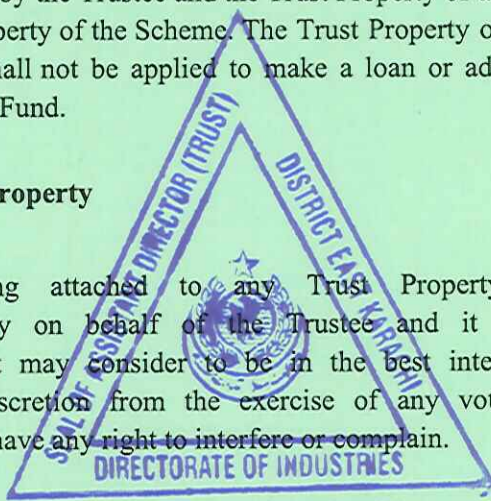 by the Trustee and the Trust Property of
perty of the Scheme. The Trust Property o
hall not be applied to make a loan or ad
Fund.
roperty
ng attached to any Trust Property
y on behalf of the Trustee and it
t may consider to be in the best inte
scretion from the exercise of any vot
have any right to interfere or complain.
SEAL OF ASSISTANT DIRECTOR (TRUST)
DISTRICT EAST KARACHI
DIRECTORATE OF INDUSTRIES